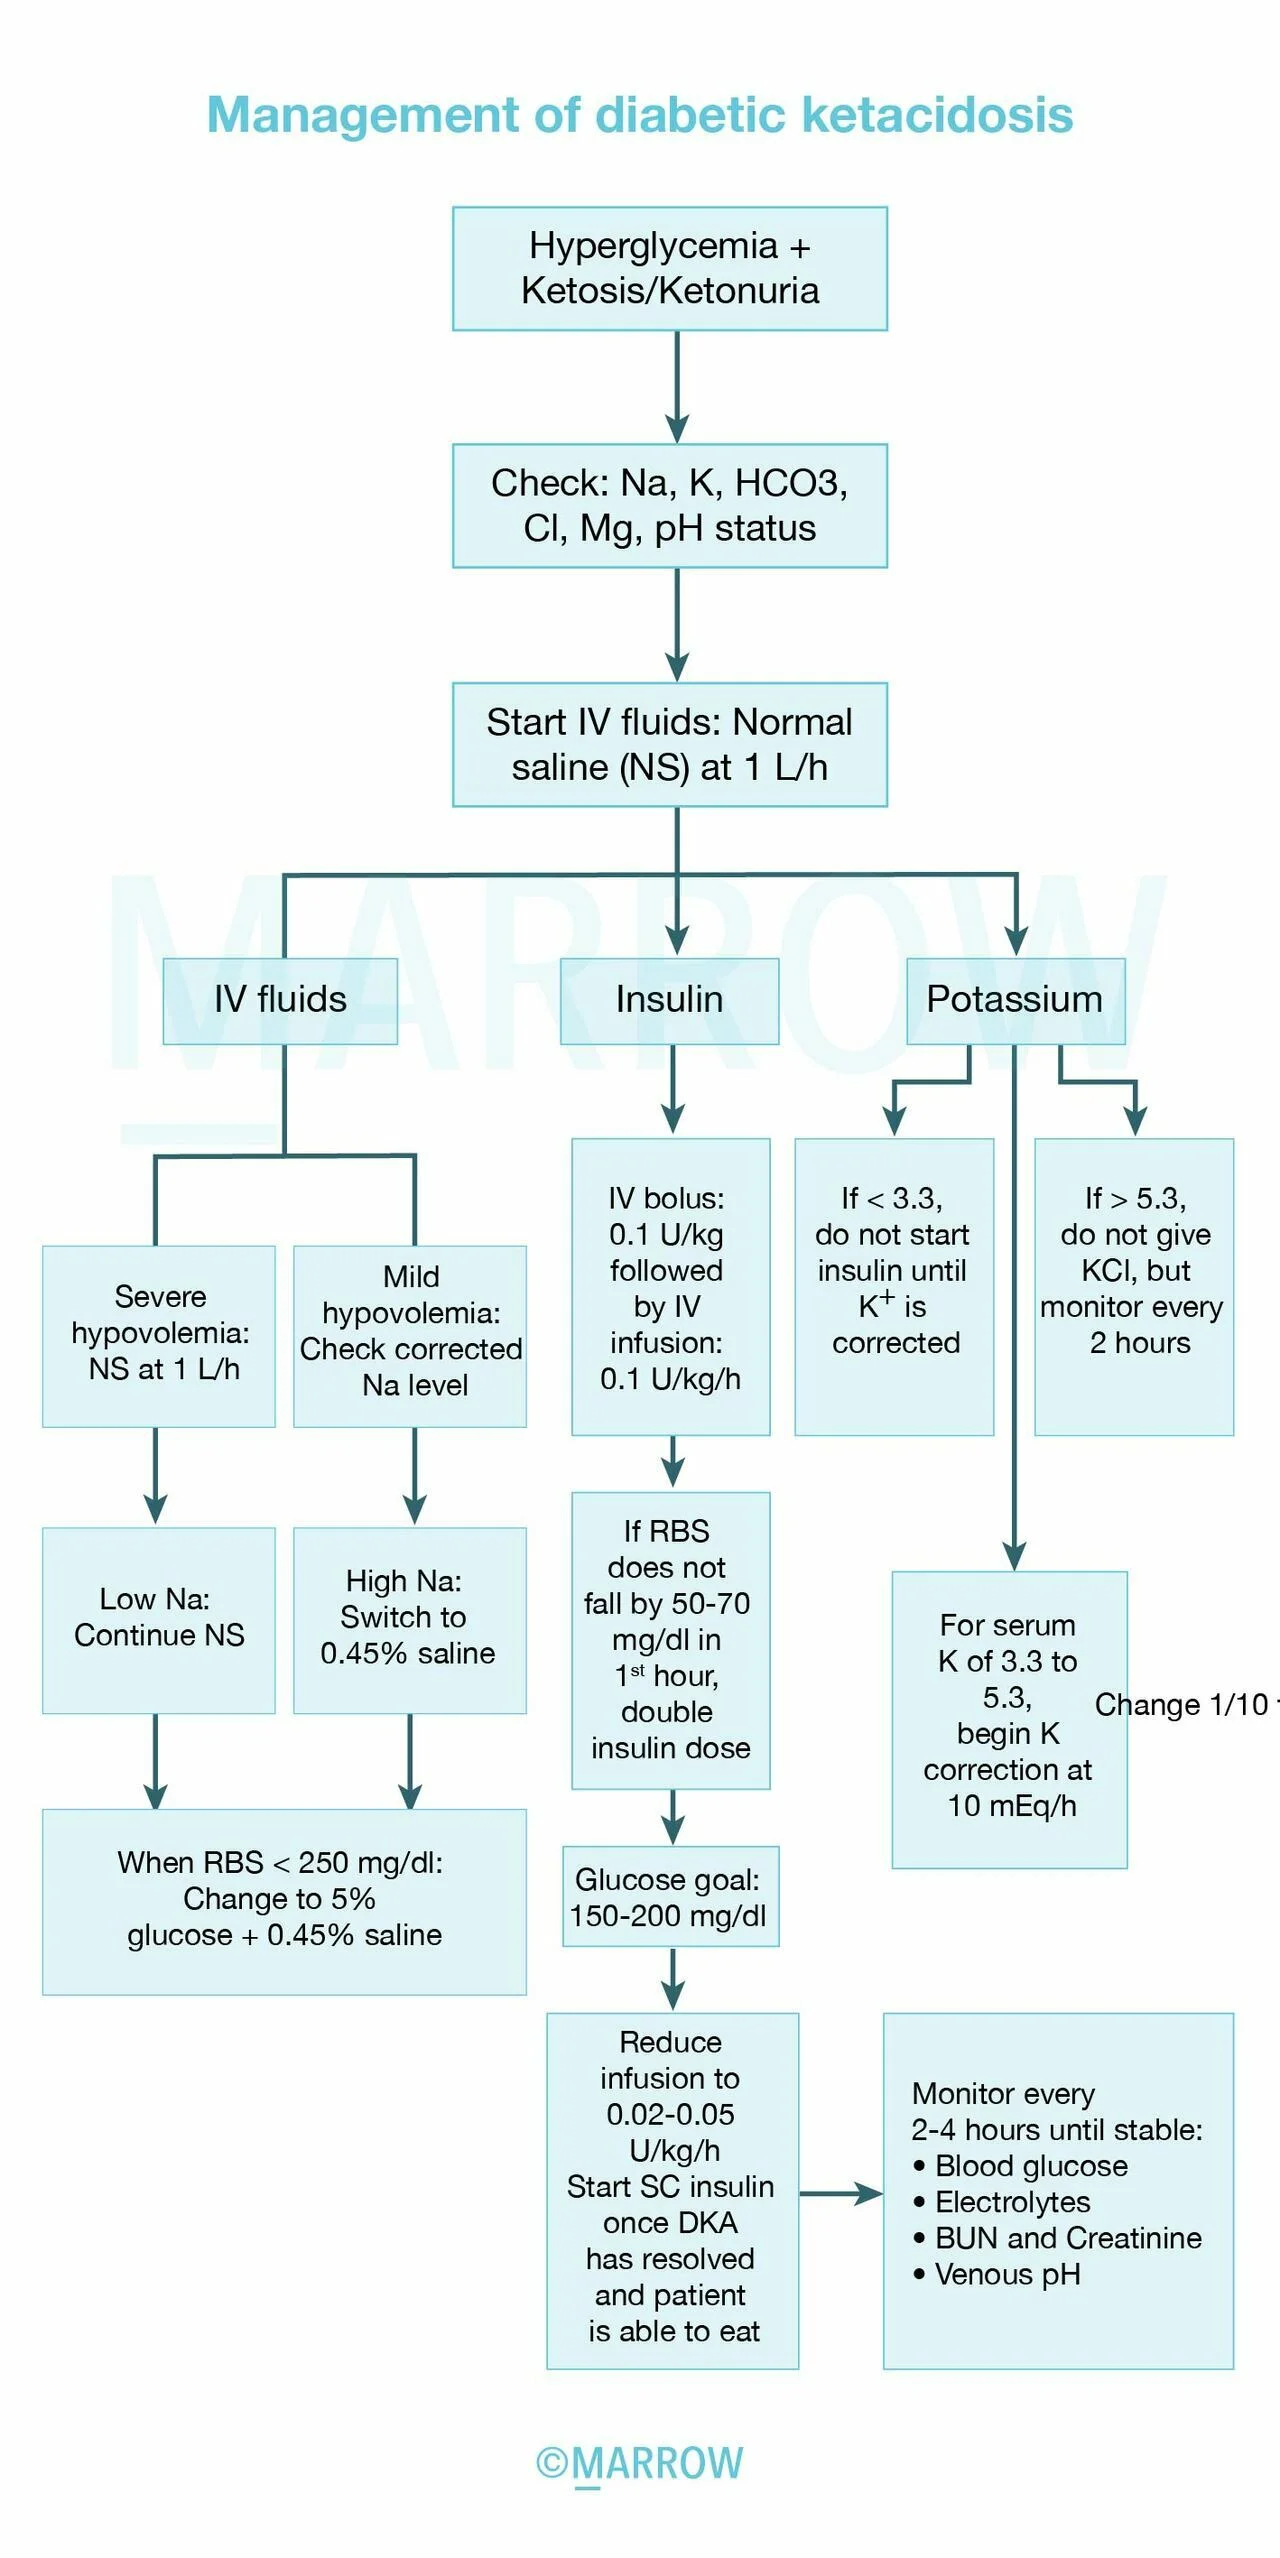 Management of diabetic ketacidosis
Hyperglycemia +
Ketosis/Ketonuria
Check: Na, K, HCO3,
Cl, Mg, pH status
Start IV fluids: Normal
saline (NS) at 1 L/h
MARROW
IV fluids
Insulin
Potassium
Severe
hypovolemia:
NS at 1 L/h
Mild
hypovolemia:
Check corrected
Na level
Low Na:
Continue NS
High Na:
Switch to
0.45% saline
When RBS < 250 mg/dl:
Change to 5%
glucose + 0.45% saline
IV bolus:
0.1 U/kg
followed
by IV
infusion:
0.1 U/kg/h
If RBS
does not
fall by 50-70
mg/dl in
1st hour,
double
insulin dose
Glucose goal:
150-200 mg/dl
Reduce
infusion to
0.02-0.05
U/kg/h
Start SC insulin
once DKA
has resolved
and patient
is able to eat
If < 3.3,
do not start
insulin until
K+ is
corrected
If > 5.3,
do not give
KCl, but
monitor every
2 hours
For serum
K of 3.3 to
5.3,
begin K
correction at
10 mEq/h
Change 1/10
Monitor every
2-4 hours until stable:
• Blood glucose
• Electrolytes
• BUN and Creatinine
• Venous pH
©MARROW